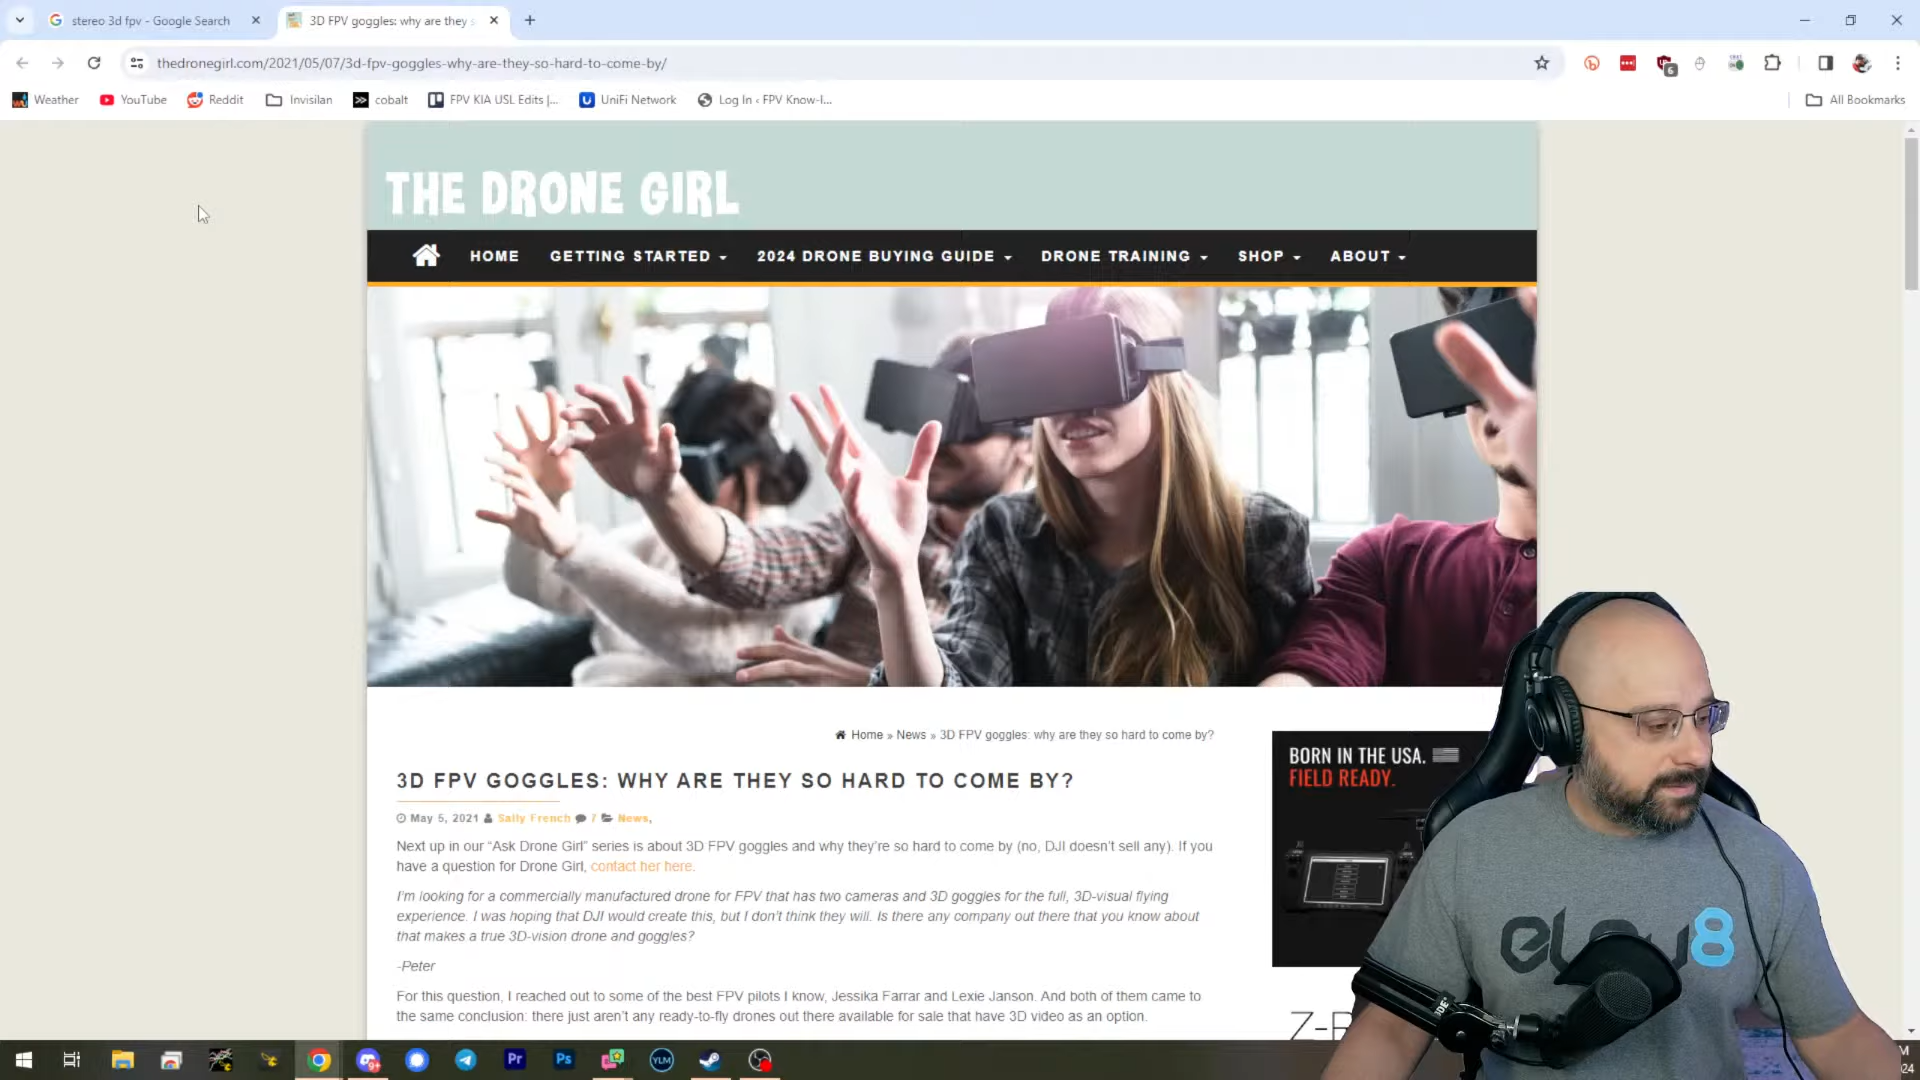 stereo 3d fpv - Google Search
3D FPV goggles: why are they s
thedronegirl.com/2021/05/07/3d-fpv-goggles-why-are-they-so-hard-to-come-by/
6
Weather YouTube Reddit Invisilan cobalt FPV KIA USL Edits |... UniFi Network Log In ‹ FPV Know-I... All Bookmarks
THE DRONE GIRL
HOME GETTING STARTED 2024 DRONE BUYING GUIDE DRONE TRAINING SHOP ABOUT
Home » News » 3D FPV goggles: why are they so hard to come by?
3D FPV GOGGLES: WHY ARE THEY SO HARD TO COME BY?
May 5, 2021 Sally French 7 News,
Next up in our “Ask Drone Girl” series is about 3D FPV goggles and why they’re so hard to come by (no, DJI doesn’t sell any). If you
have a question for Drone Girl, contact her here.
I’m looking for a commercially manufactured drone for FPV that has two cameras and 3D goggles for the full, 3D-visual flying
experience. I was hoping that DJI would create this, but I don’t think they will. Is there any company out there that you know about
that makes a true 3D-vision drone and goggles?
-Peter
For this question, I reached out to some of the best FPV pilots I know, Jessika Farrar and Lexie Janson. And both of them came to
the same conclusion: there just aren’t any ready-to-fly drones out there available for sale that have 3D video as an option.
BORN IN THE USA.
FIELD READY.
Pr Ps YLM